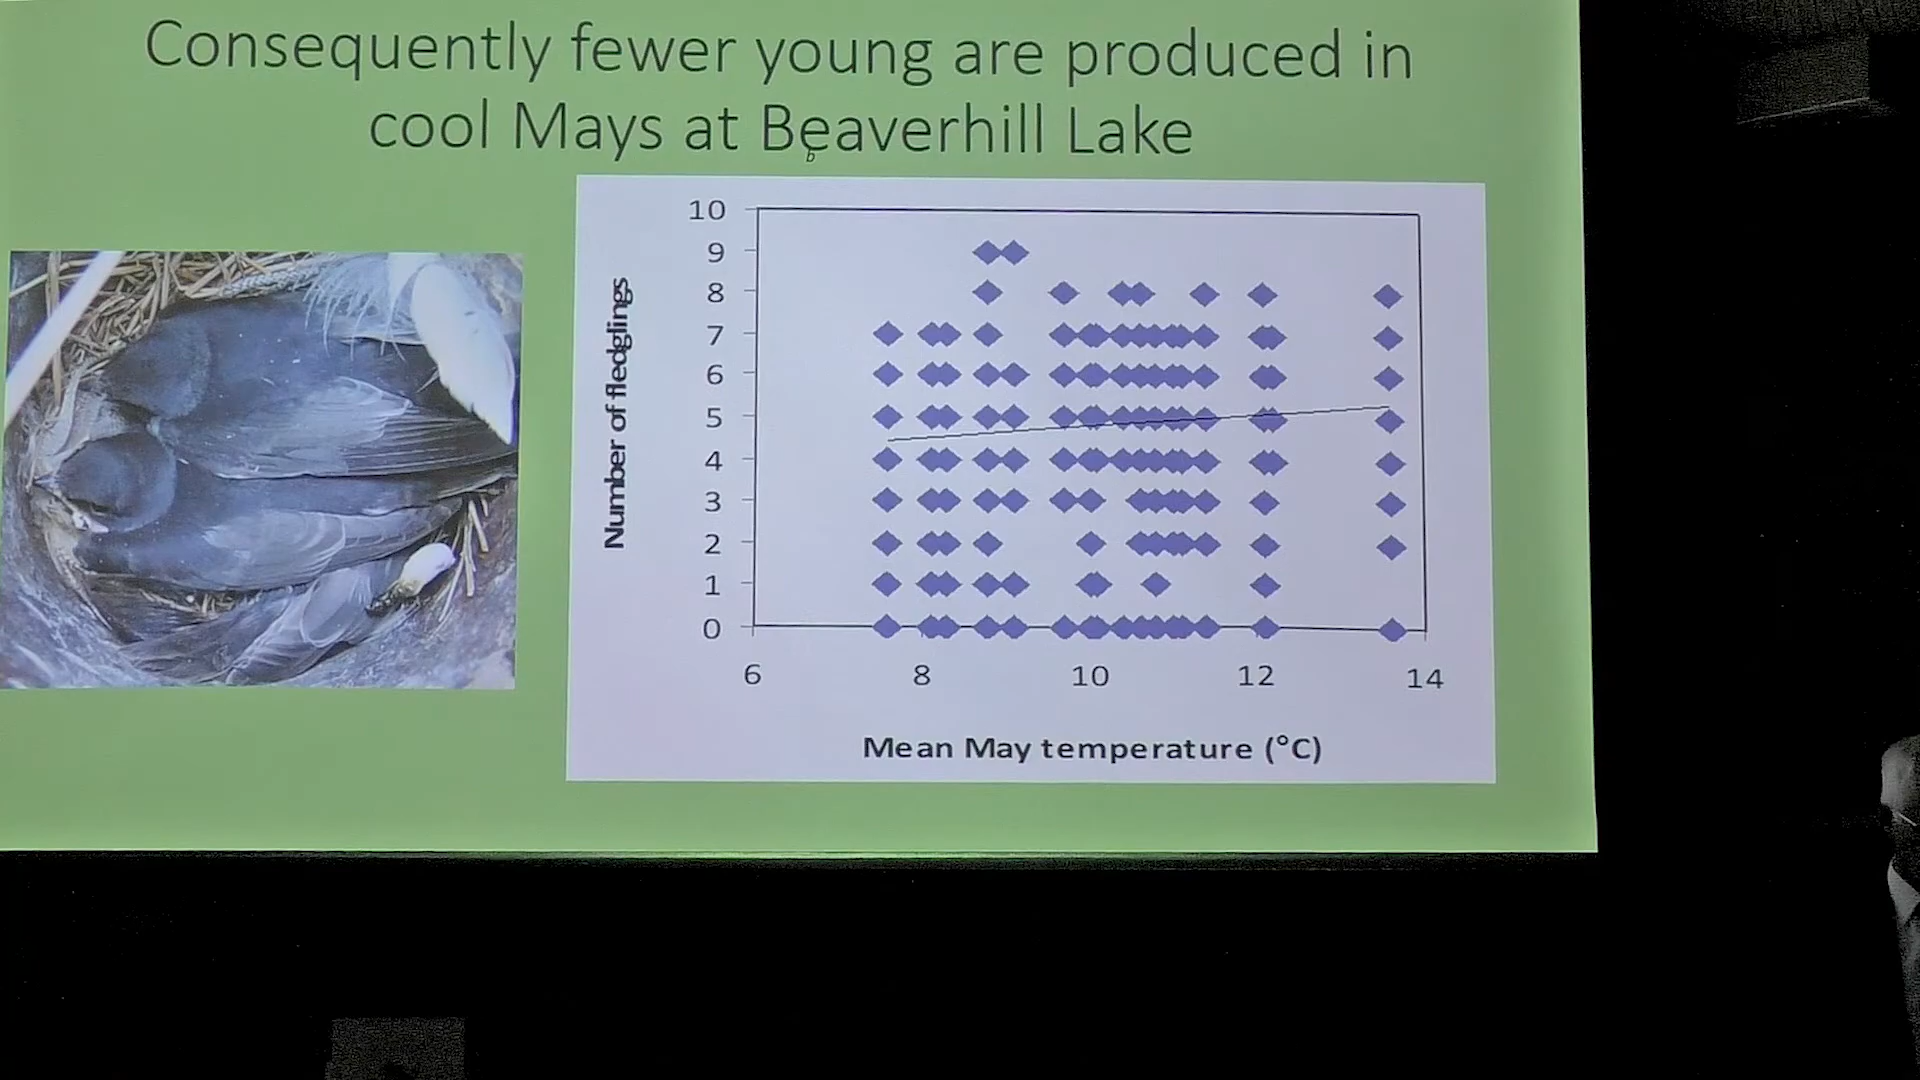 Consequently fewer young are produced in
cool Mays at Beaverhill Lake
10
9
8
7
6
5
4
3
2
1
0
Number of fledglings
6 8 10 12 14
Mean May temperature (°C)